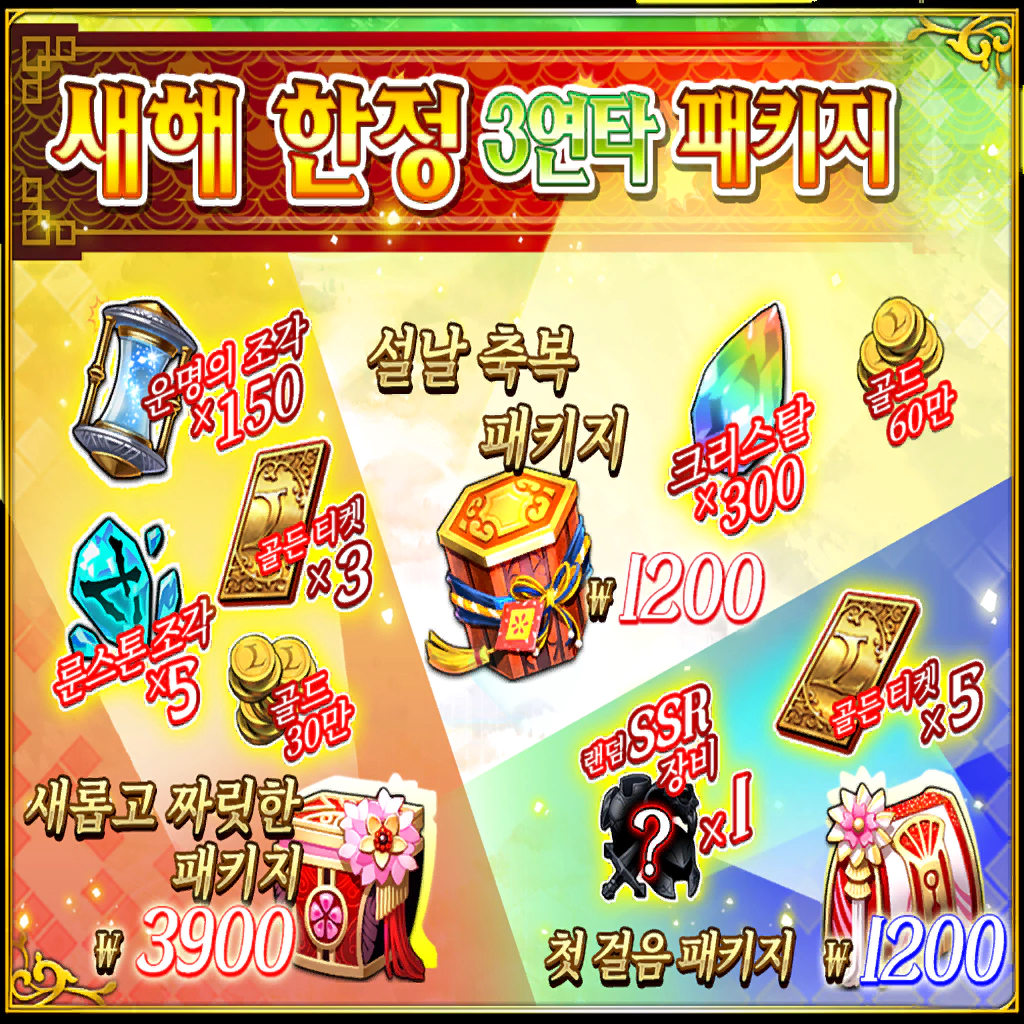 새해 한정 3연타 패키지
운명의 조각
×150
골든 티켓
×3
룬스톤 조각
×5
골드
30만
새롭고 짜릿한
패키지
₩ 3900
설날 축복
패키지
크리스탈
×300
골드
60만
₩ 1200
랜덤 SSR
장비
?
×1
골든 티켓
×5
첫 걸음 패키지
₩ 1200